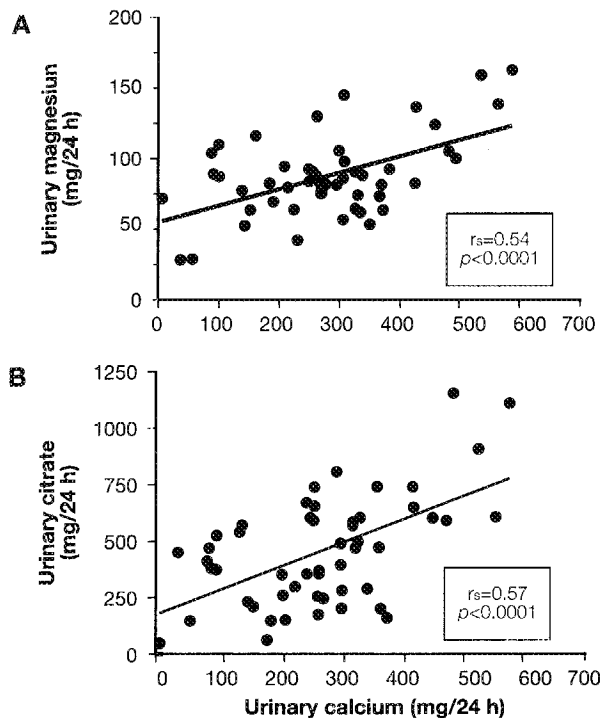 A
Urinary magnesiun
(mg/24 h)
200
150
100
50
0
rs=0.54
p<0.0001
0 100 200 300 400 500 600 700
B
Urinary citrate
(mg/24 h)
1250
1000
750
500
250
0
rs=0.57
p<0.0001
0 100 200 300 400 500 600 700
Urinary calcium (mg/24 h)